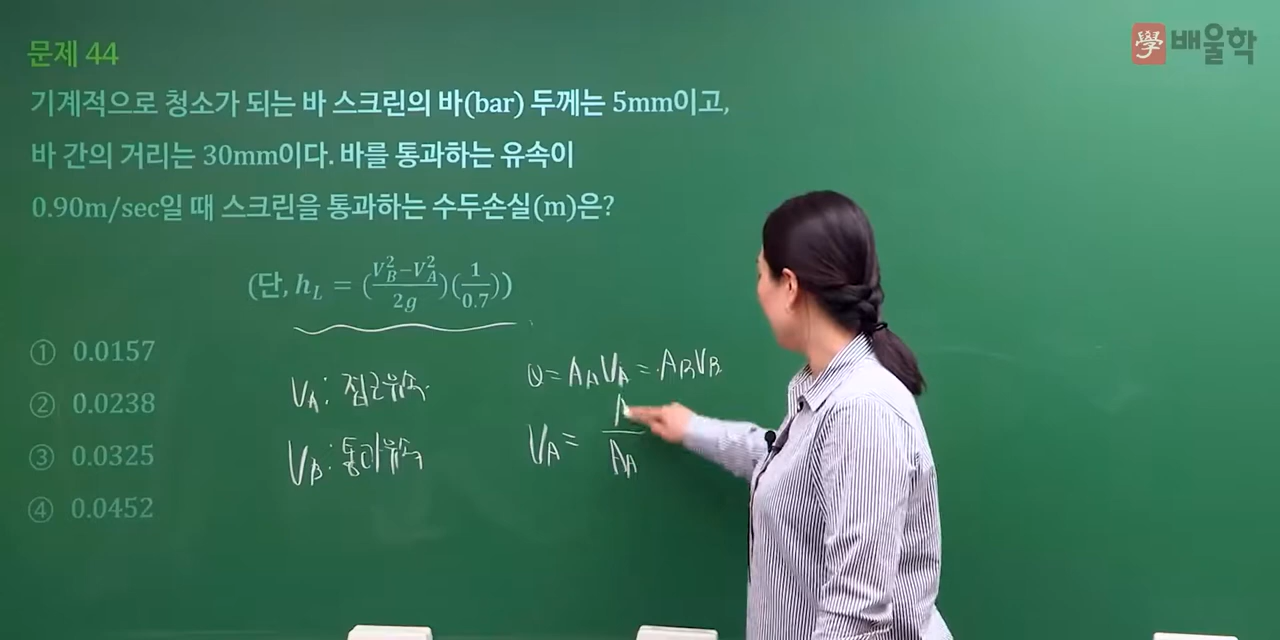 學 배울학
문제 44
기계적으로 청소가 되는 바 스크린의 바(bar) 두께는 5mm이고,
바 간의 거리는 30mm이다. 바를 통과하는 유속이
0.90m/sec일 때 스크린을 통과하는 수두손실(m)은?
(단, h_L = (\frac{V_B^2-V_A^2}{2g})(\frac{1}{0.7}))
① 0.0157
② 0.0238
③ 0.0325
④ 0.0452
V_A : 접근유속
V_B : 통과유속
Q = A_A V_A = A_B V_B
V_A = \frac{A}{A_A}